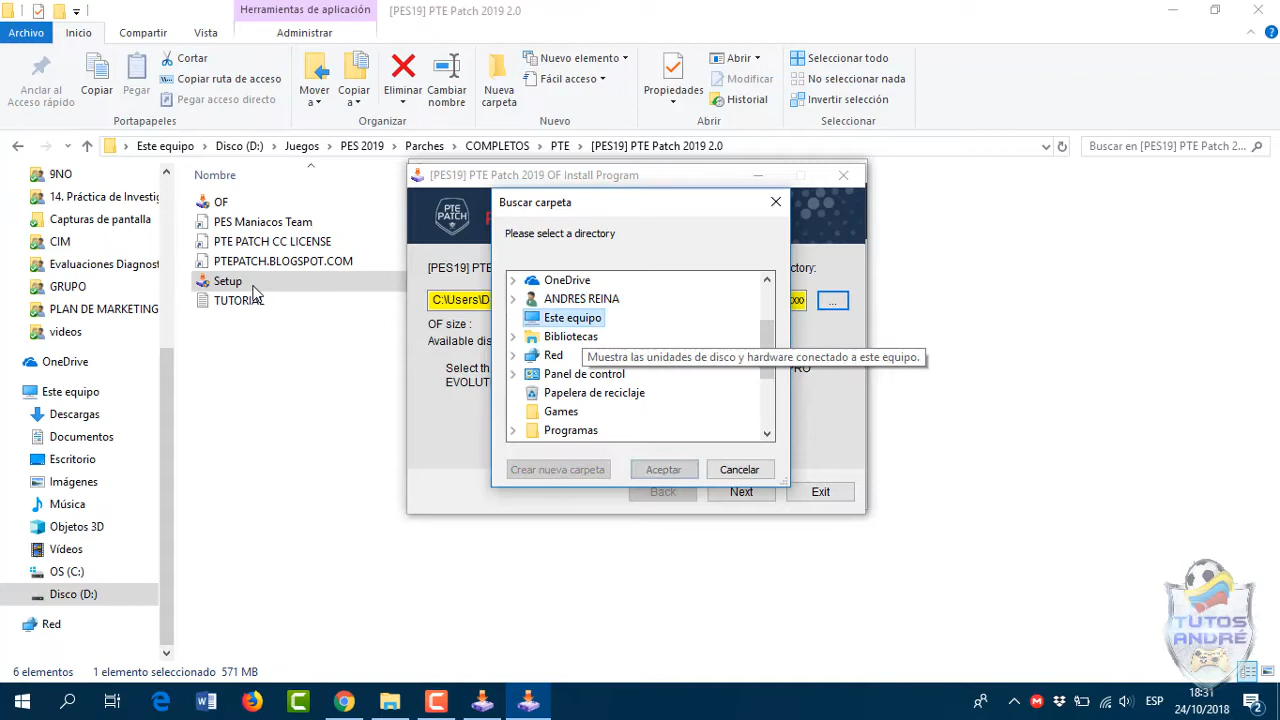 Herramientas de aplicación
[PES19] PTE Patch 2019 2.0
Archivo
Inicio
Compartir
Vista
Administrar
Anclar al
Acceso rápido
Copiar
Pegar
Cortar
Copiar ruta de acceso
Pegar acceso directo
Mover
a
Copiar
a
Eliminar
Cambiar
nombre
Nueva
carpeta
Nuevo elemento
Fácil acceso
Propiedades
Abrir
Modificar
Historial
Seleccionar todo
No seleccionar nada
Invertir selección
Portapapeles
Organizar
Nuevo
Abrir
Seleccionar
Este equipo
Disco (D:)
Juegos
PES 2019
Parches
COMPLETOS
PTE
[PES19] PTE Patch 2019 2.0
Buscar en [PES19] PTE Patch 2...
9NO
14. Práctica de Investig
Capturas de pantalla
CIM
Evaluaciones Diagnost
GRUPO
PLAN DE MARKETING
videos
OneDrive
Este equipo
Descargas
Documentos
Escritorio
Imágenes
Música
Objetos 3D
Vídeos
OS (C:)
Disco (D:)
Red
Nombre
OF
PES Maniacos Team
PTE PATCH CC LICENSE
PTEPATCH.BLOGSPOT.COM
Setup
TUTORIAL
[PES19] PTE Patch 2019 OF Install Program
PTE
PATCH
[PES19] PTE
ctory:
C:\Users\D
...
OF size :
Available dis
Select th
PRO
EVOLUT
Back
Next
Exit
Buscar carpeta
Please select a directory
OneDrive
ANDRES REINA
Este equipo
Bibliotecas
Red
Panel de control
Papelera de reciclaje
Games
Programas
Muestra las unidades de disco y hardware conectado a este equipo.
Crear nueva carpeta
Aceptar
Cancelar
TUTOS
ANDRÉ
6 elementos
1 elemento seleccionado 571 MB
ESP
18:31
24/10/2018
2